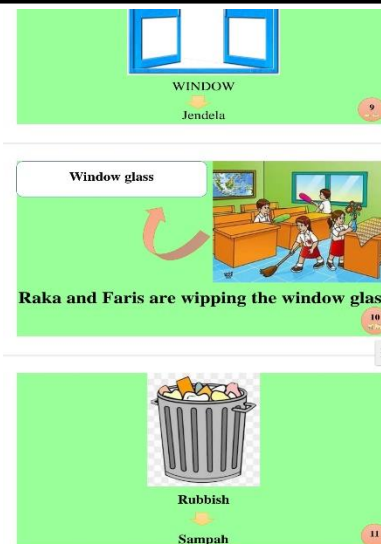 WINDOW
Jendela
9
Window glass
Raka and Faris are wipping the window glas
10
Rubbish
Sampah
11